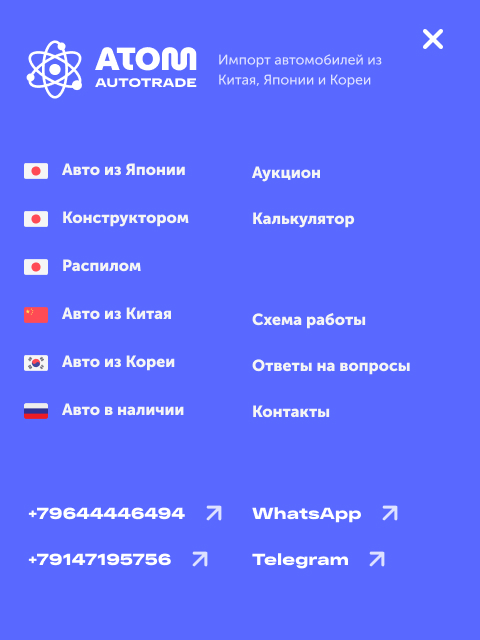 ATOM
AUTOTRADE
Импорт автомобилей из
Китая, Японии и Кореи
Авто из Японии
Конструктором
Распилом
Авто из Китая
Авто из Кореи
Авто в наличии
Аукцион
Калькулятор
Схема работы
Ответы на вопросы
Контакты
+79644446494
+79147195756
WhatsApp
Telegram